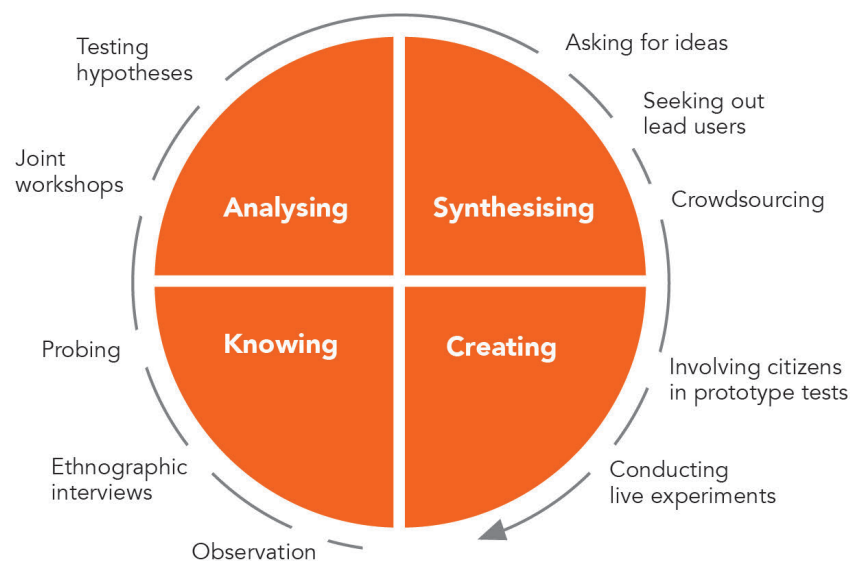 Testing
hypotheses
Asking for ideas
Seeking out
lead users
Joint
workshops
Crowdsourcing
Analysing
Synthesising
Knowing
Creating
Probing
Involving citizens
in prototype tests
Ethnographic
interviews
Conducting
live experiments
Observation